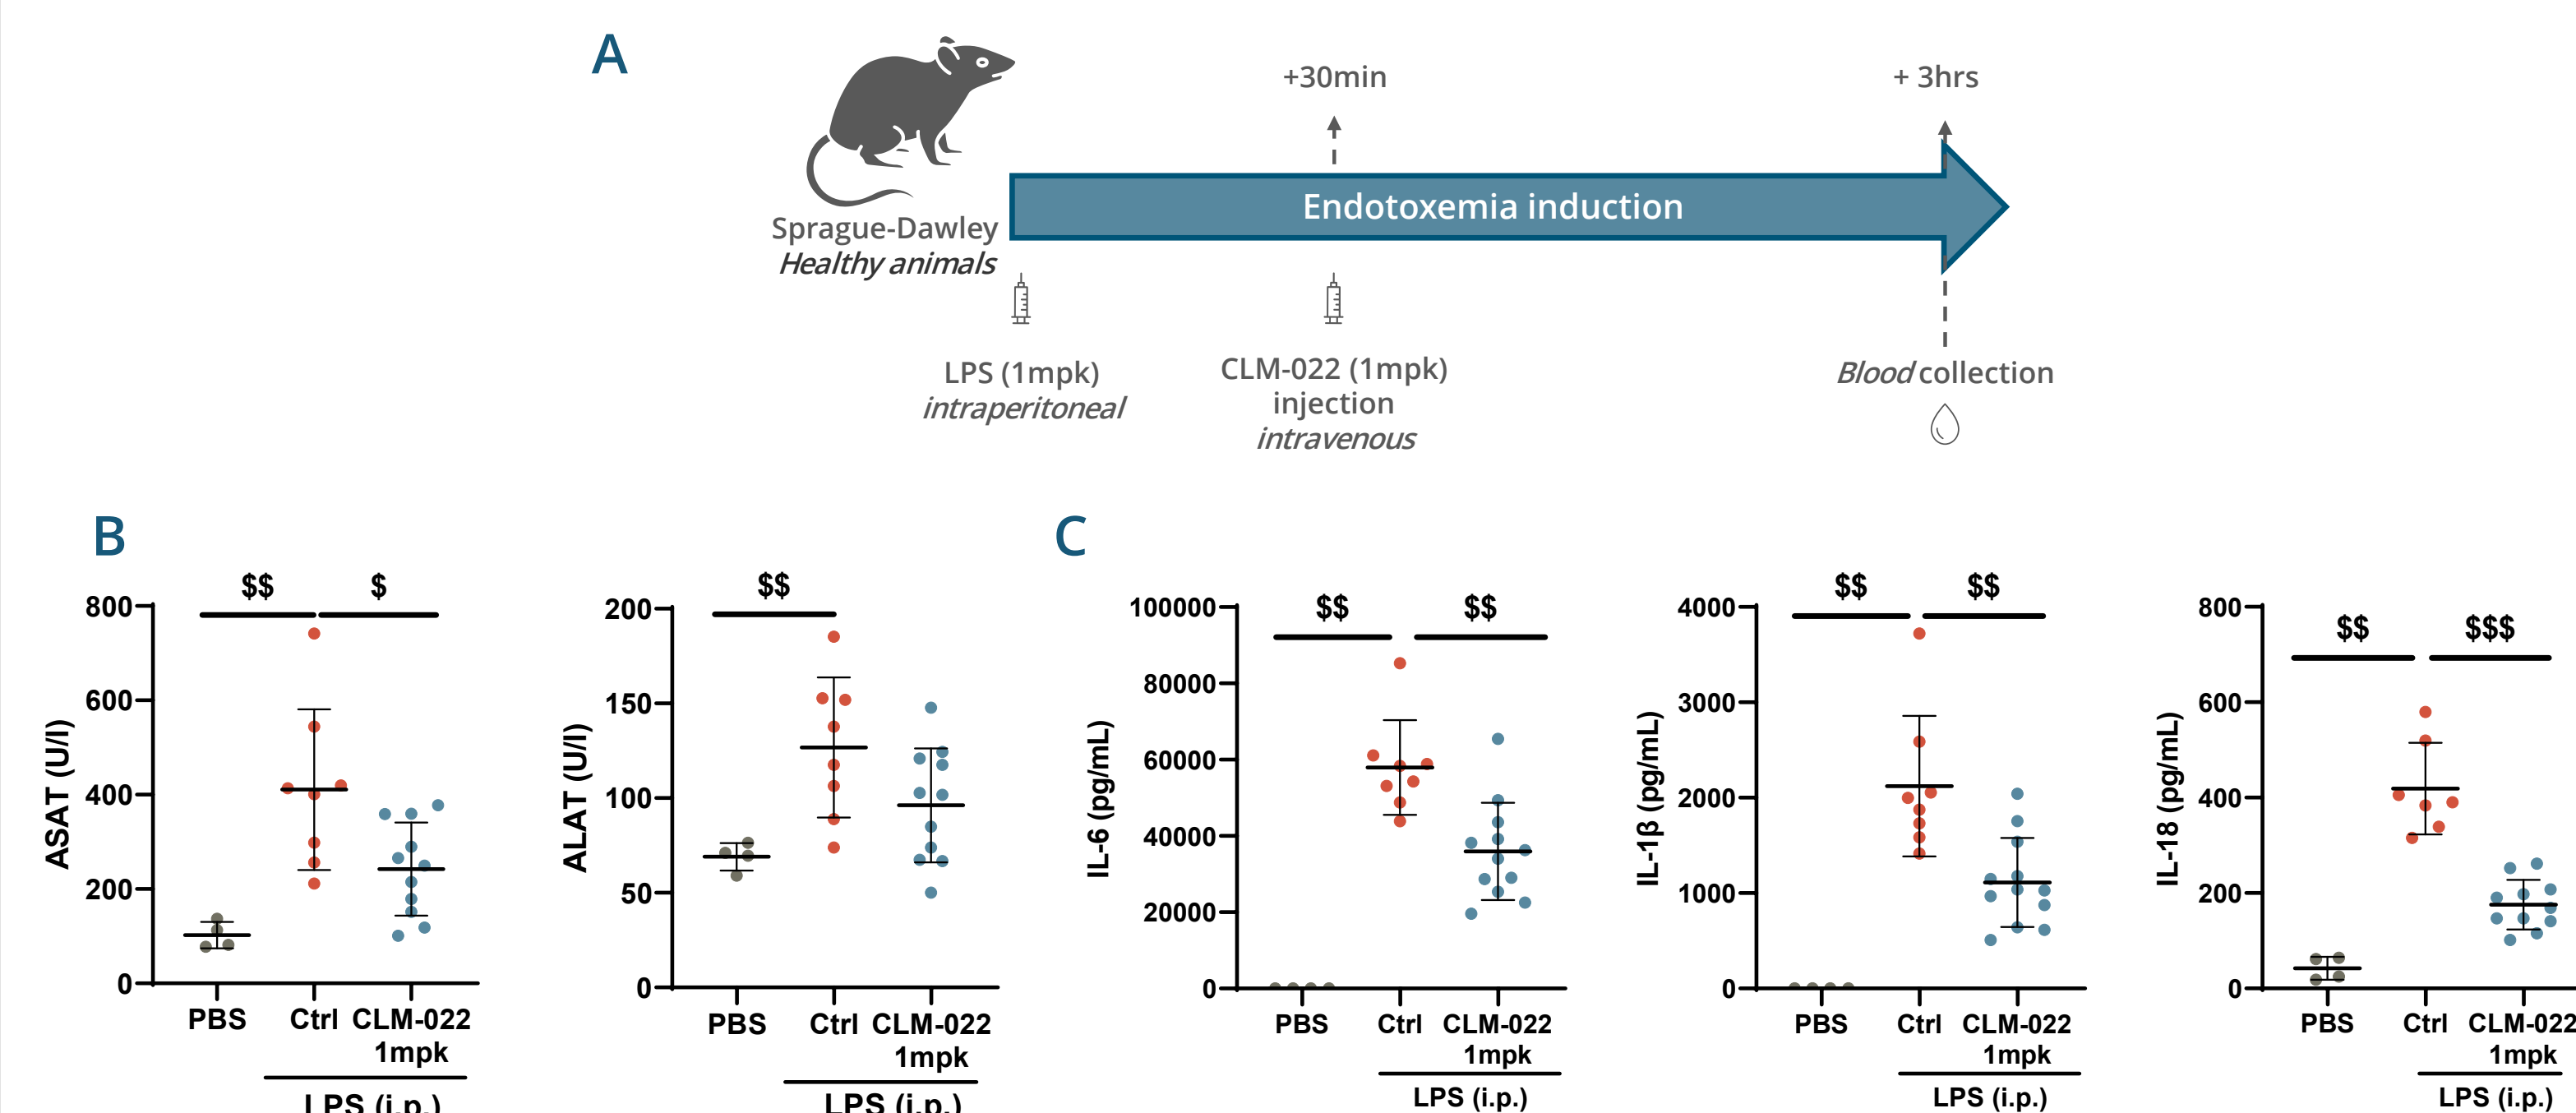 A
+30min
+ 3hrs
Endotoxemia induction
Sprague-Dawley
Healthy animals
LPS (1mpk)
intraperitoneal
CLM-022 (1mpk)
injection
intravenous
Blood collection
B
ASAT (U/l)
800
600
400
200
0
$$
$
PBS
Ctrl
CLM-022
1mpk
LPS (i.p.)
ALAT (U/l)
200
150
100
50
0
$$
PBS
Ctrl
CLM-022
1mpk
LPS (i.p.)
C
IL-6 (pg/mL)
100000
80000
60000
40000
20000
0
$$
$$
PBS
Ctrl
CLM-022
1mpk
LPS (i.p.)
IL-1β (pg/mL)
4000
3000
2000
1000
0
$$
$$
PBS
Ctrl
CLM-022
1mpk
LPS (i.p.)
IL-18 (pg/mL)
800
600
400
200
0
$$
$$$
PBS
Ctrl
CLM-022
1mpk
LPS (i.p.)